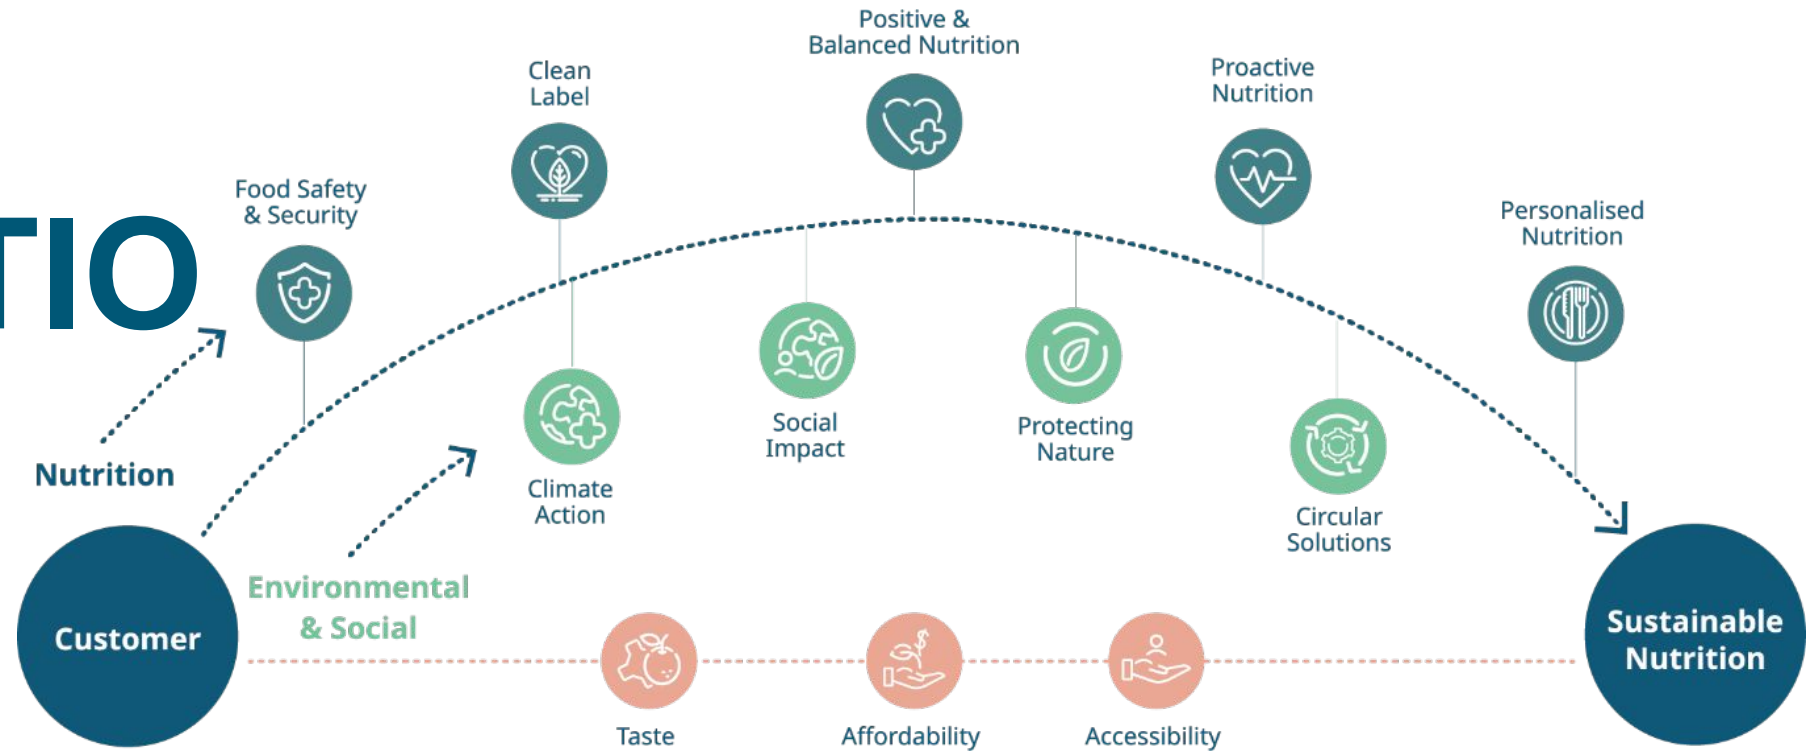 Positive &
Balanced Nutrition
Clean
Label
Proactive
Nutrition
Food Safety
& Security
Personalised
Nutrition
TIO
Nutrition
Social
Impact
Protecting
Nature
Climate
Action
Circular
Solutions
Environmental
& Social
Customer
Sustainable
Nutrition
Taste
Affordability
Accessibility